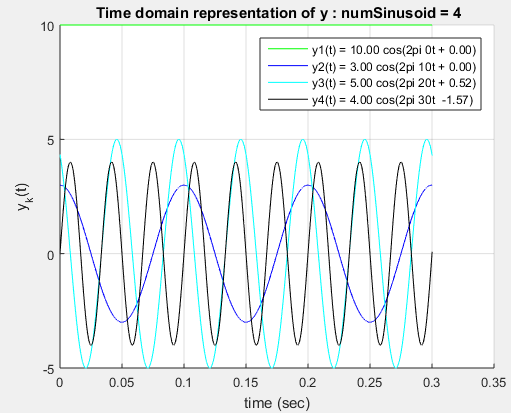 Time domain representation of y : numSinusoid = 4
y1(t) = 10.00 cos(2pi 0t + 0.00)
y2(t) = 3.00 cos(2pi 10t + 0.00)
y3(t) = 5.00 cos(2pi 20t + 0.52)
y4(t) = 4.00 cos(2pi 30t  -1.57)
10
5
0
-5
yk(t)
0
0.05
0.1
0.15
0.2
0.25
0.3
0.35
time (sec)